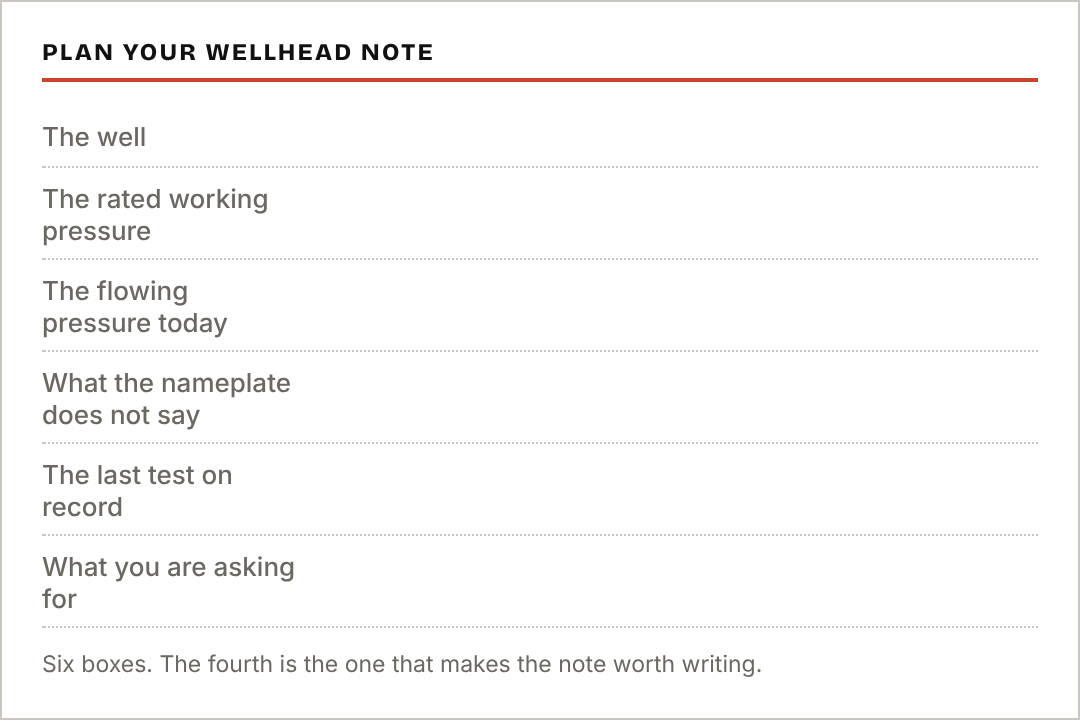 PLAN YOUR WELLHEAD NOTE
The well
The rated working
pressure
The flowing
pressure today
What the nameplate
does not say
The last test on
record
What you are asking
for
Six boxes. The fourth is the one that makes the note worth writing.